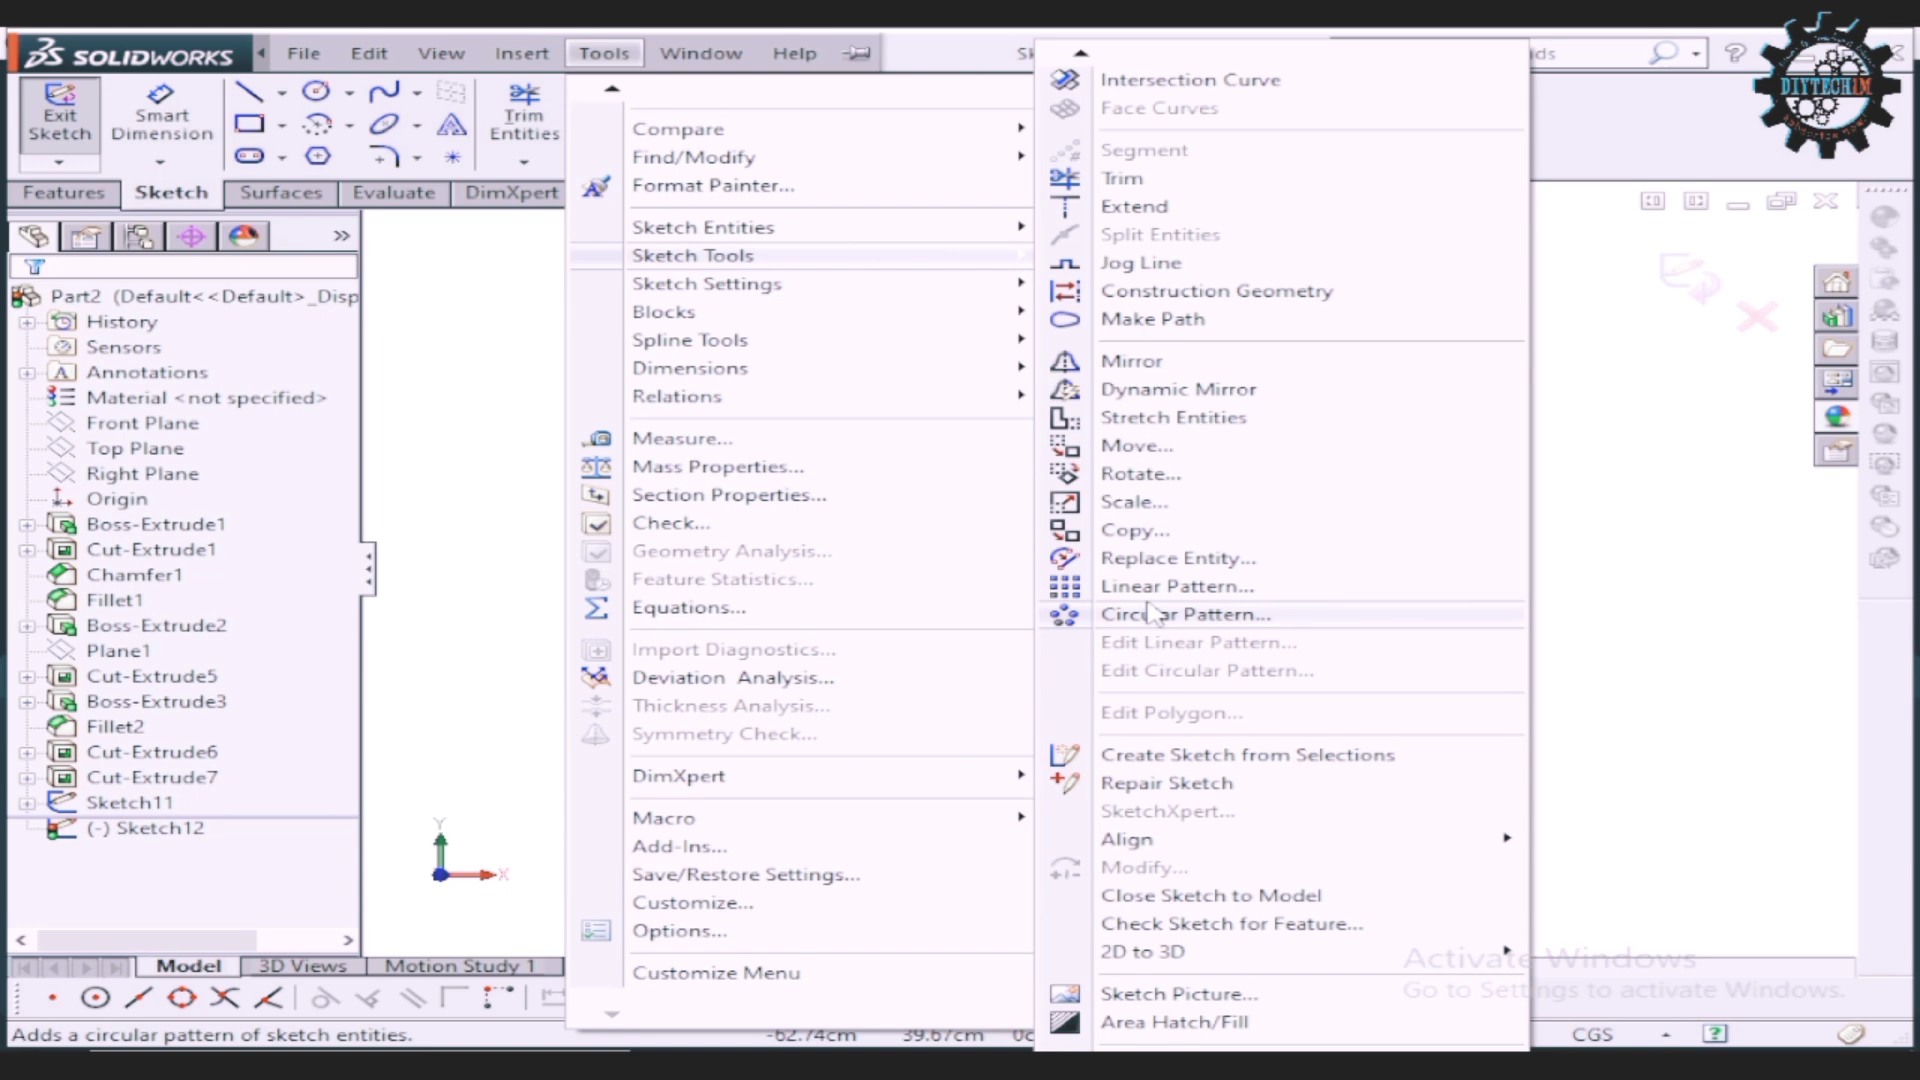 SOLIDWORKS
File Edit View Insert Tools Window Help
Exit Sketch
Smart Dimension
Trim Entities
Features Sketch Surfaces Evaluate DimXpert
Part2 (Default<<Default>_Disp
History
Sensors
Annotations
Material <not specified>
Front Plane
Top Plane
Right Plane
Origin
Boss-Extrude1
Cut-Extrude1
Chamfer1
Fillet1
Boss-Extrude2
Plane1
Cut-Extrude5
Boss-Extrude3
Fillet2
Cut-Extrude6
Cut-Extrude7
Sketch11
(-) Sketch12
Y
X
Model 3D Views Motion Study 1
Adds a circular pattern of sketch entities.
Compare
Find/Modify
Format Painter...
Sketch Entities
Sketch Tools
Sketch Settings
Blocks
Spline Tools
Dimensions
Relations
Measure...
Mass Properties...
Section Properties...
Check...
Geometry Analysis...
Feature Statistics...
Equations...
Import Diagnostics...
Deviation Analysis...
Thickness Analysis...
Symmetry Check...
DimXpert
Macro
Add-Ins...
Save/Restore Settings...
Customize...
Options...
Customize Menu
Intersection Curve
Face Curves
Segment
Trim
Extend
Split Entities
Jog Line
Construction Geometry
Make Path
Mirror
Dynamic Mirror
Stretch Entities
Move...
Rotate...
Scale...
Copy...
Replace Entity...
Linear Pattern...
Circular Pattern...
Edit Linear Pattern...
Edit Circular Pattern...
Edit Polygon...
Create Sketch from Selections
Repair Sketch
SketchXpert...
Align
Modify...
Close Sketch to Model
Check Sketch for Feature...
2D to 3D
Sketch Picture...
Area Hatch/Fill
DIYTECH1M
Activate Windows
Go to Settings to activate Windows.
-62.74cm 39.67cm
CGS